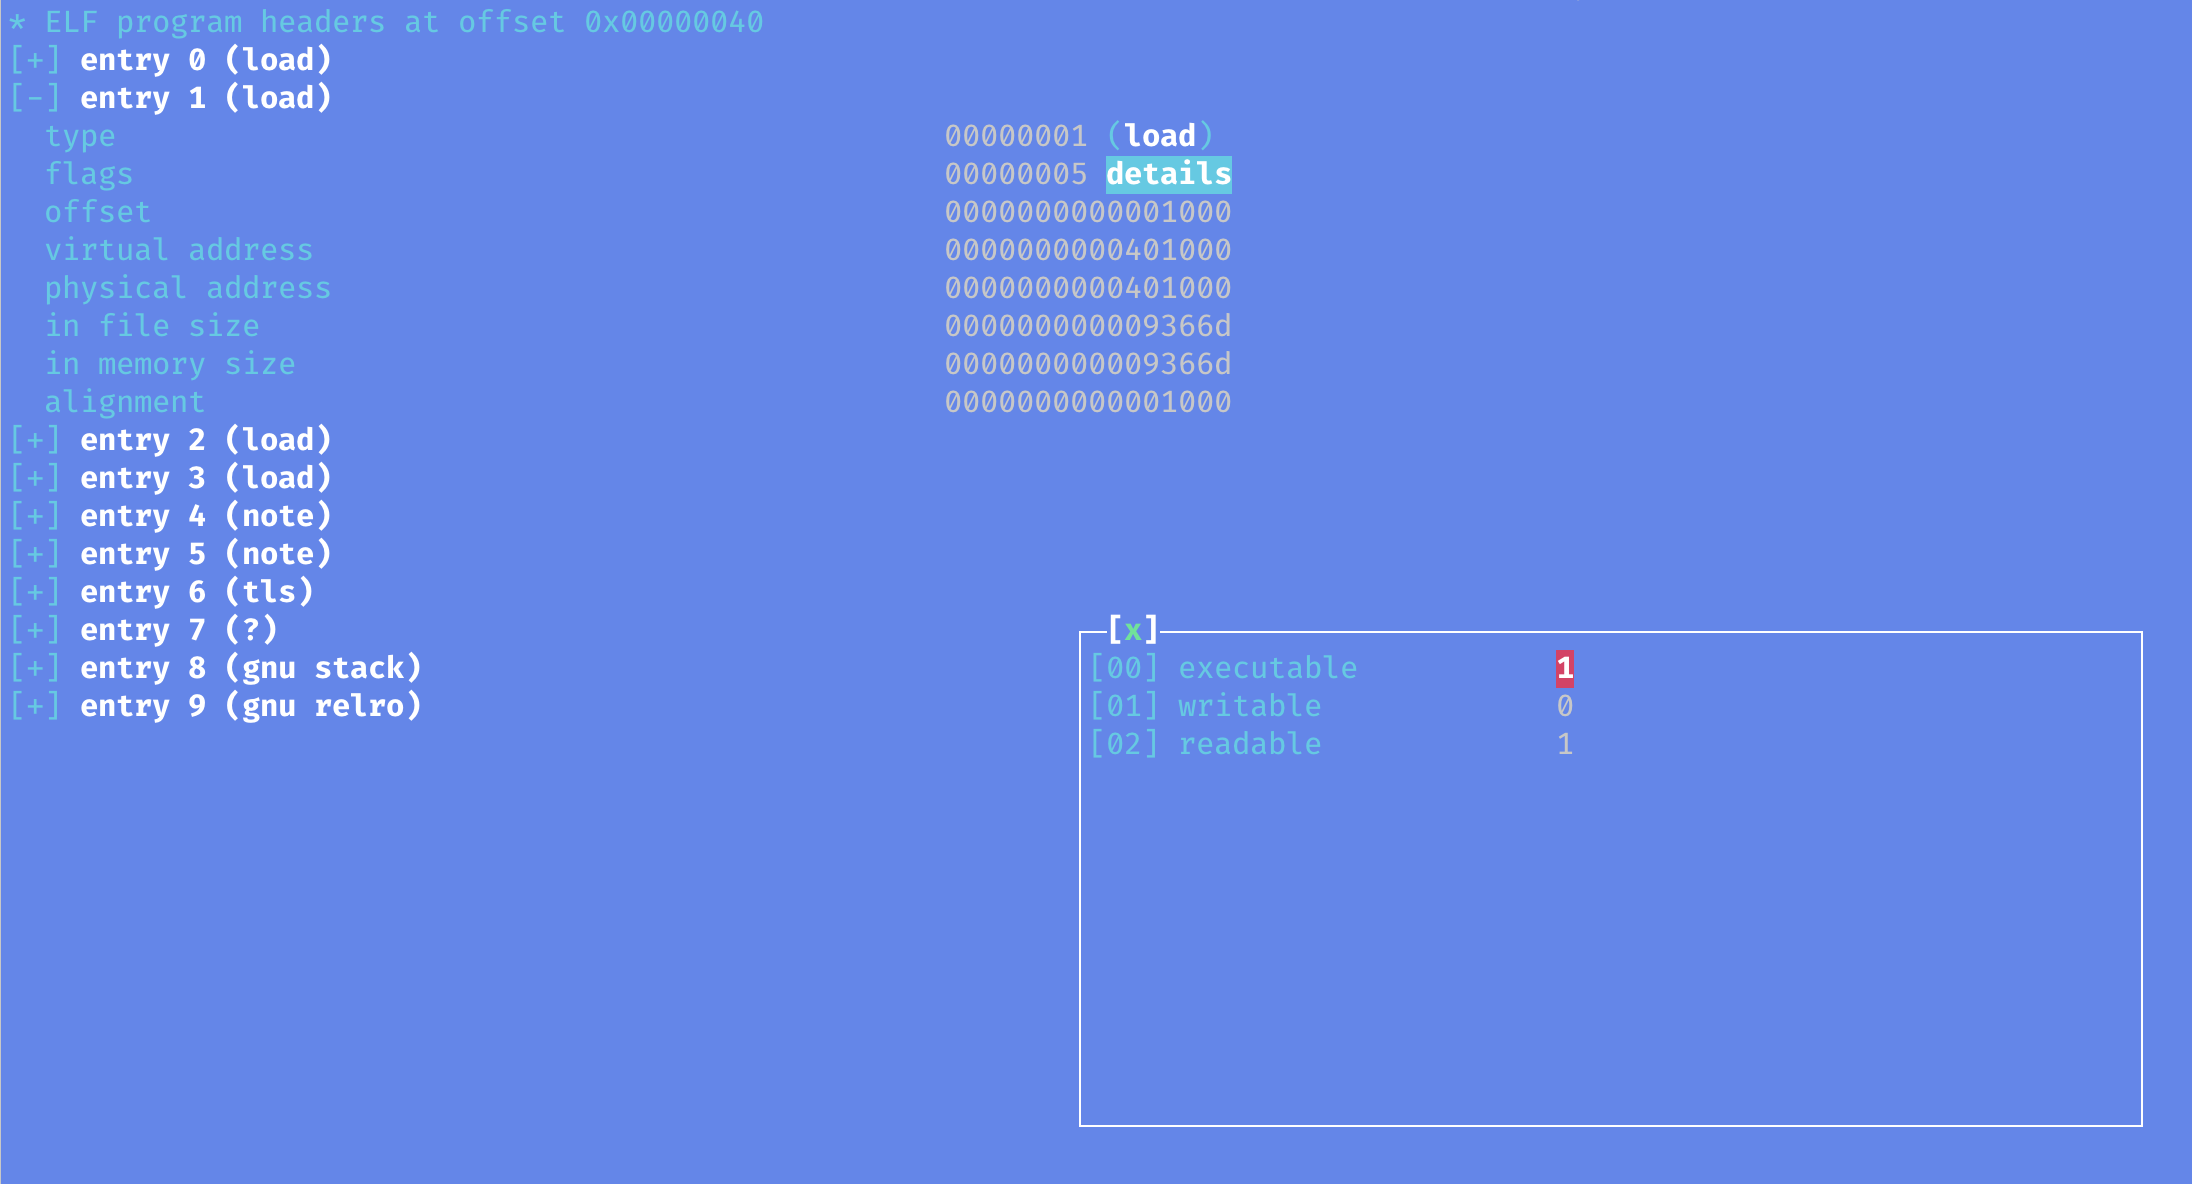 * ELF program headers at offset 0x00000040
[+] entry 0 (load)
[-] entry 1 (load)
type 00000001 (load)
flags 00000005 details
offset 0000000000001000
virtual address 0000000000401000
physical address 0000000000401000
in file size 000000000009366d
in memory size 000000000009366d
alignment 0000000000001000
[+] entry 2 (load)
[+] entry 3 (load)
[+] entry 4 (note)
[+] entry 5 (note)
[+] entry 6 (tls)
[+] entry 7 (?)
[+] entry 8 (gnu stack)
[+] entry 9 (gnu relro)
[x]
[00] executable 1
[01] writable 0
[02] readable 1